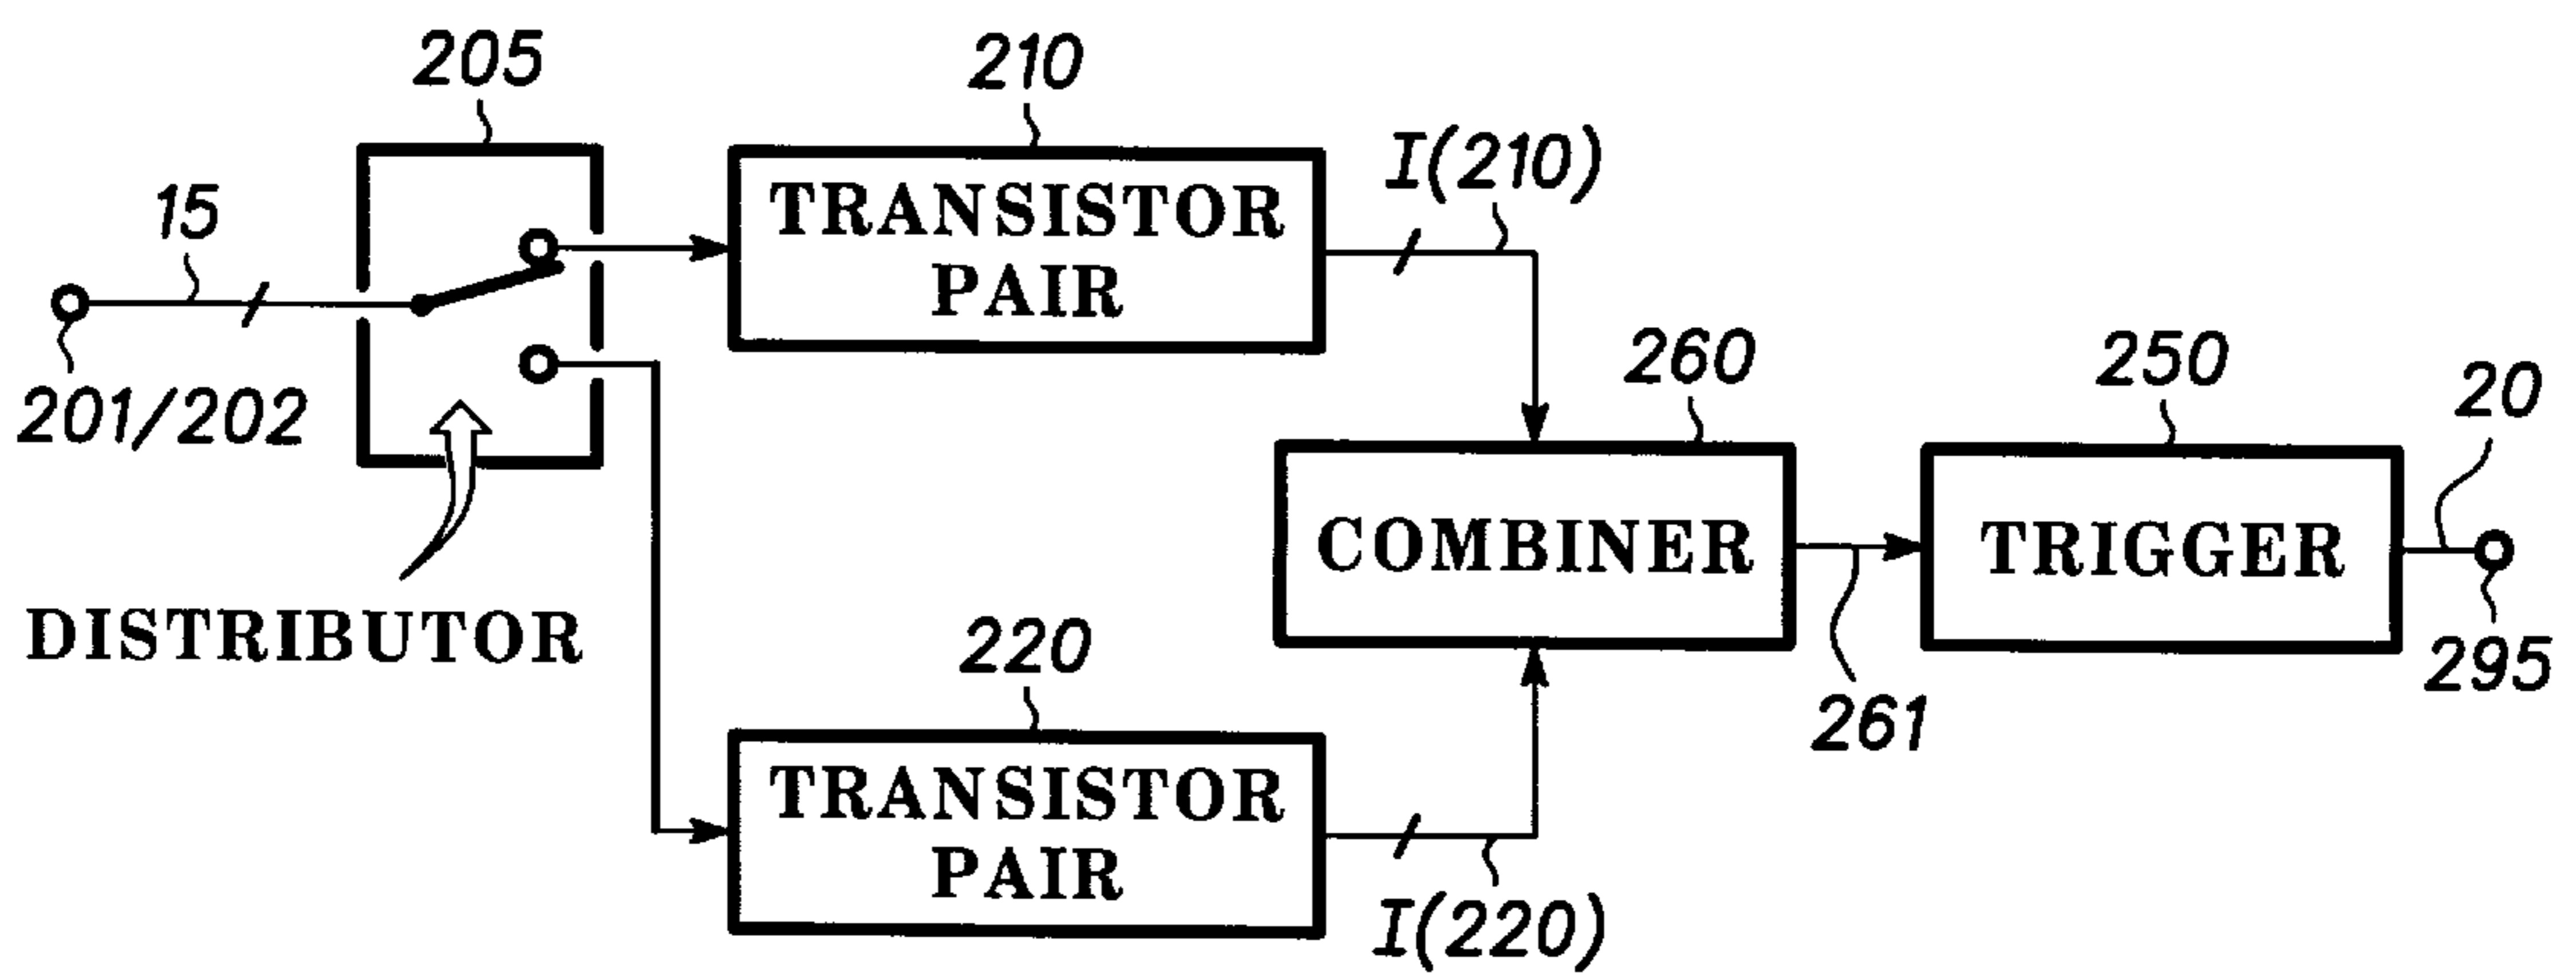 205
210
I(210)
15
TRANSISTOR
PAIR
201/202
260
250
20
COMBINER
TRIGGER
DISTRIBUTOR
220
261
295
TRANSISTOR
PAIR
I(220)